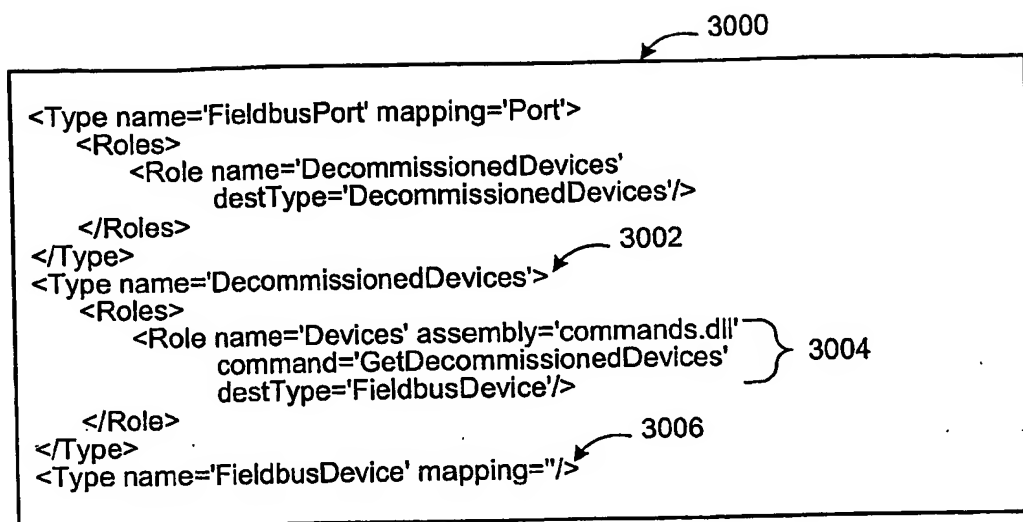 3000
<Type name='FieldbusPort' mapping='Port'>
<Roles>
<Role name='DecommissionedDevices'
destType='DecommissionedDevices'/>
</Roles>
</Type>
3002
<Type name='DecommissionedDevices'>
<Roles>
<Role name='Devices' assembly='commands.dll'
command='GetDecommissionedDevices'
destType='FieldbusDevice'/>
3004
</Role>
</Type>
3006
<Type name='FieldbusDevice' mapping=''/>